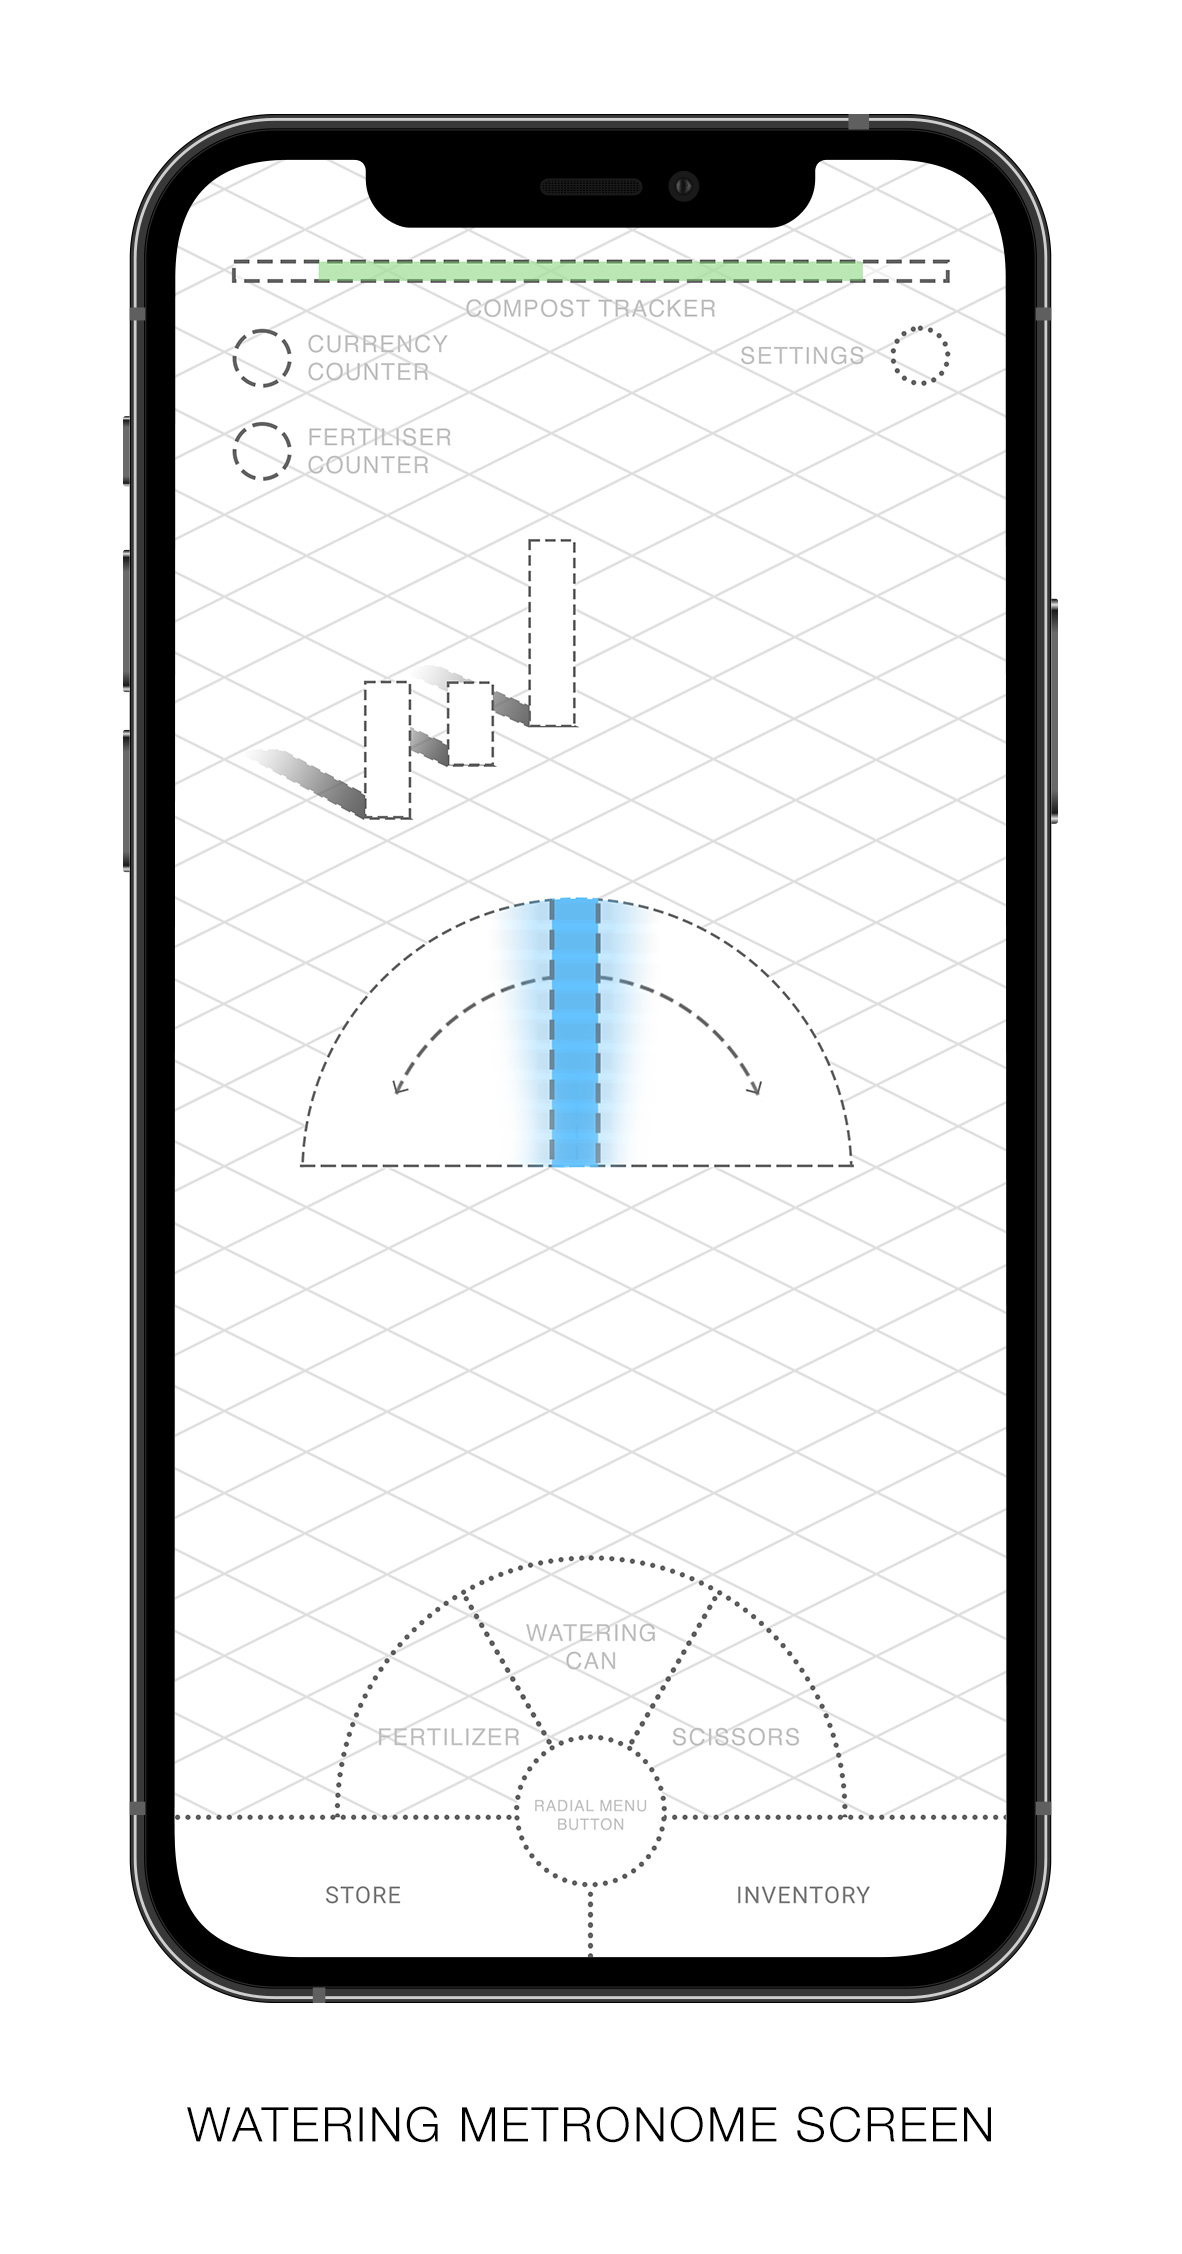 COMPOST TRACKER
CURRENCY
COUNTER
SETTINGS
FERTILISER
COUNTER
WATERING
CAN
FERTILIZER
SCISSORS
RADIAL MENU
BUTTON
STORE
INVENTORY
WATERING METRONOME SCREEN